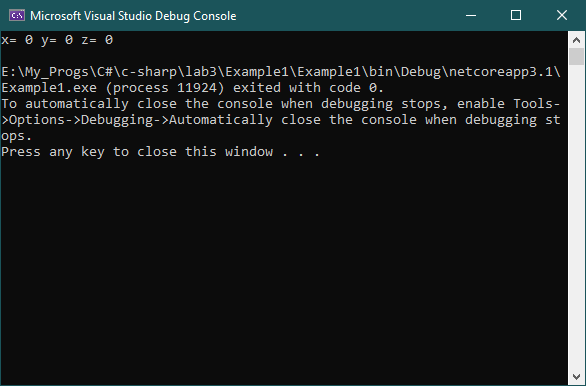 Microsoft Visual Studio Debug Console
x= 0 y= 0 z= 0
E:\My_Progs\C#\c-sharp\lab3\Example1\Example1\bin\Debug\netcoreapp3.1\
Example1.exe (process 11924) exited with code 0.
To automatically close the console when debugging stops, enable Tools-
>Options->Debugging->Automatically close the console when debugging st
ops.
Press any key to close this window . . .